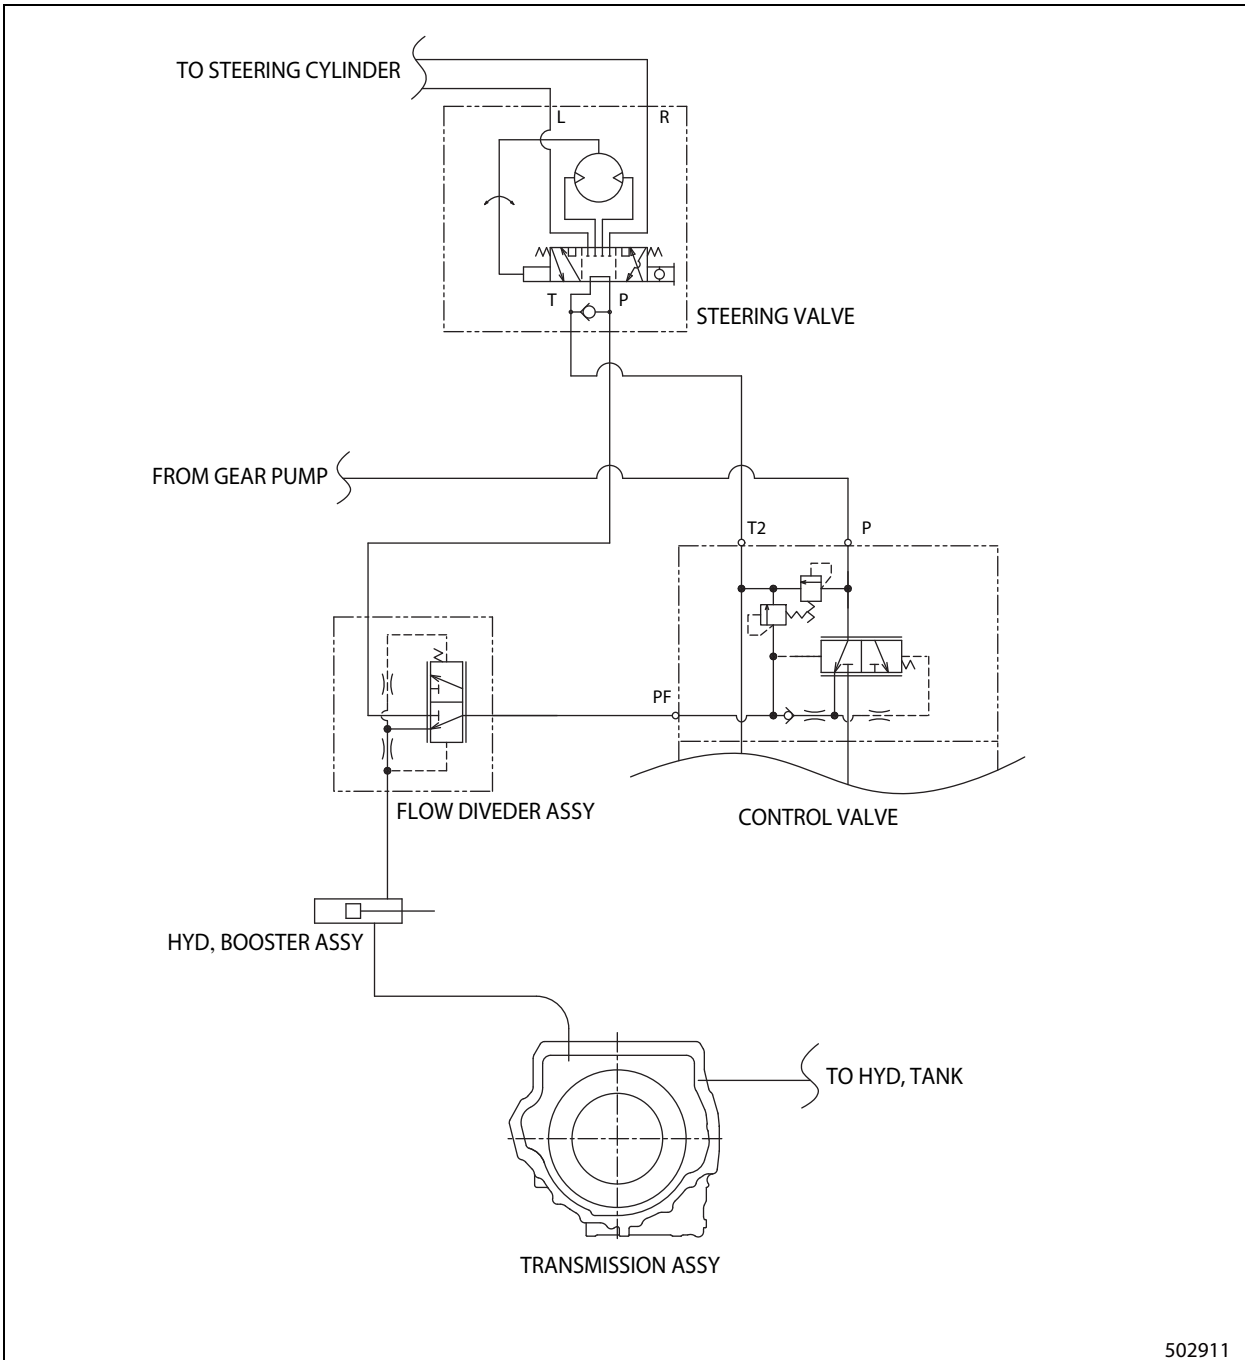 TO STEERING CYLINDER
L
R
T
P
STEERING VALVE
FROM GEAR PUMP
T2
P
PF
FLOW DIVEDER ASSY
CONTROL VALVE
HYD, BOOSTER ASSY
TO HYD, TANK
TRANSMISSION ASSY
502911